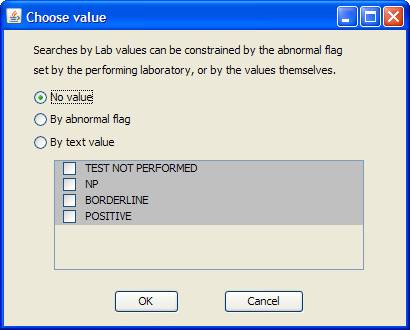 Choose value
Searches by Lab values can be constrained by the abnormal flag
set by the performing laboratory, or by the values themselves.
No value
By abnormal flag
By text value
TEST NOT PERFORMED
NP
BORDERLINE
POSITIVE
OK
Cancel